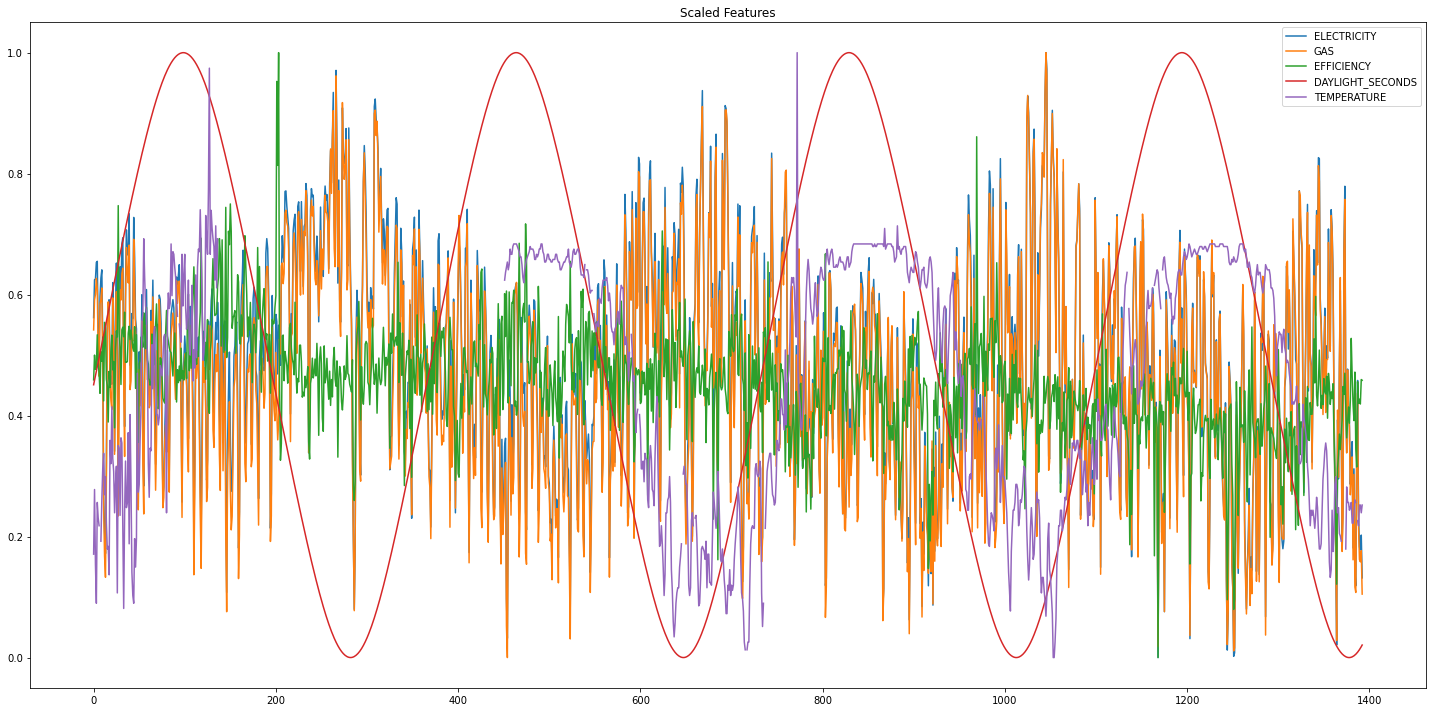 Scaled Features
ELECTRICITY
GAS
EFFICIENCY
DAYLIGHT_SECONDS
TEMPERATURE
1.0
0.8
0.6
0.4
0.2
0.0
0 200 400 600 800 1000 1200 1400